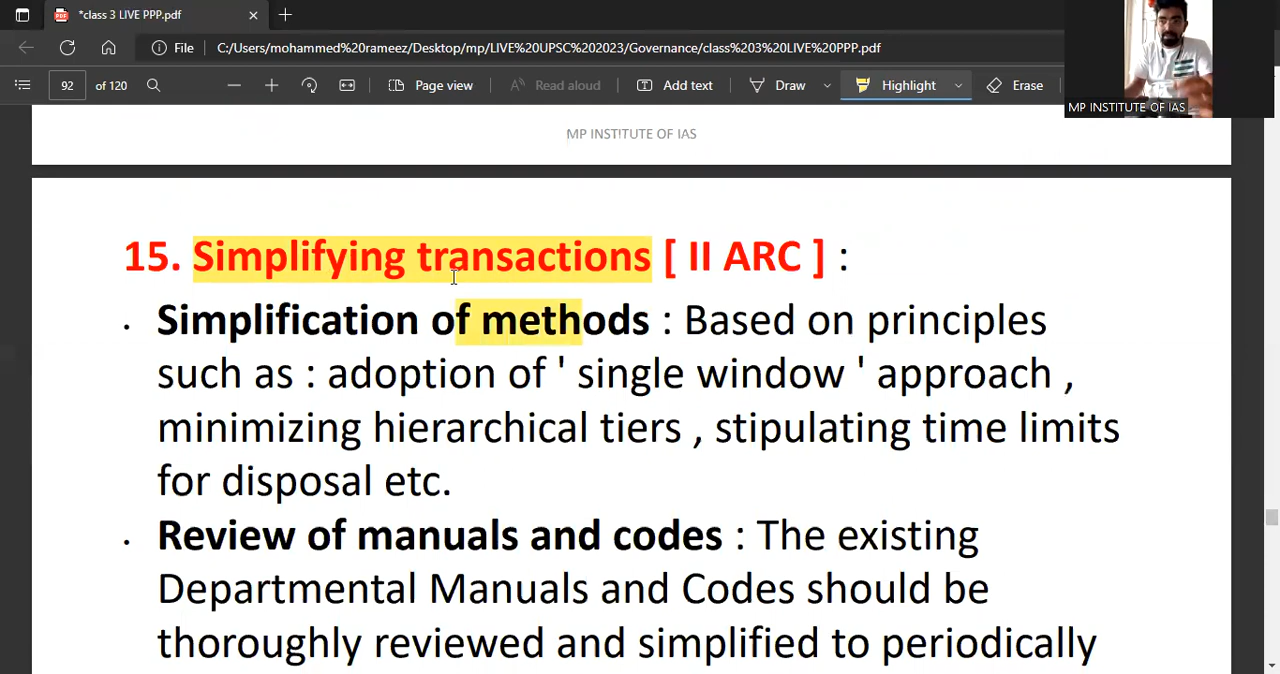 *class 3 LIVE PPP.pdf
File C:/Users/mohammed%20rameez/Desktop/mp/LIVE%20UPSC%202023/Governance/class%203%20LIVE%20PPP.pdf
92 of 120 Page view Read aloud Add text Draw Highlight Erase
MP INSTITUTE OF IAS
MP INSTITUTE OF IAS
15. Simplifying transactions [ II ARC ] :
• Simplification of methods : Based on principles
such as : adoption of ' single window ' approach ,
minimizing hierarchical tiers , stipulating time limits
for disposal etc.
• Review of manuals and codes : The existing
Departmental Manuals and Codes should be
thoroughly reviewed and simplified to periodically